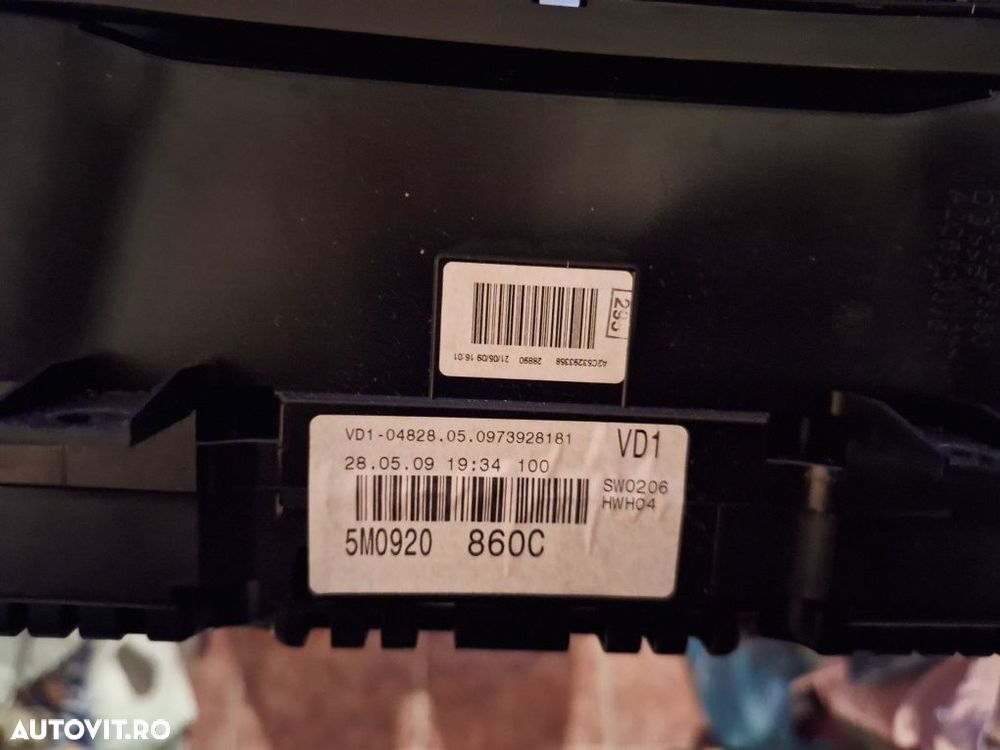 295
A2C53293358 28890 21/05/09 16:01
VD1-04828.05.0973928181
VD1
28.05.09 19:34 100
SW0206
HWH04
5M0920 860C
AUTOVIT.RO